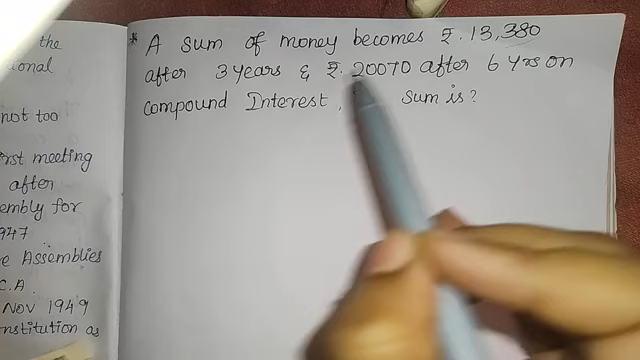 the
ional
not too
rst meeting
after
embly for
947
e Assemblies
C.A
Nov 1949
nstitution as
* A sum of money becomes ₹. 13,380
after 3 years & ₹. 20070 after 6 yrs on
Compound Interest, Sum is?